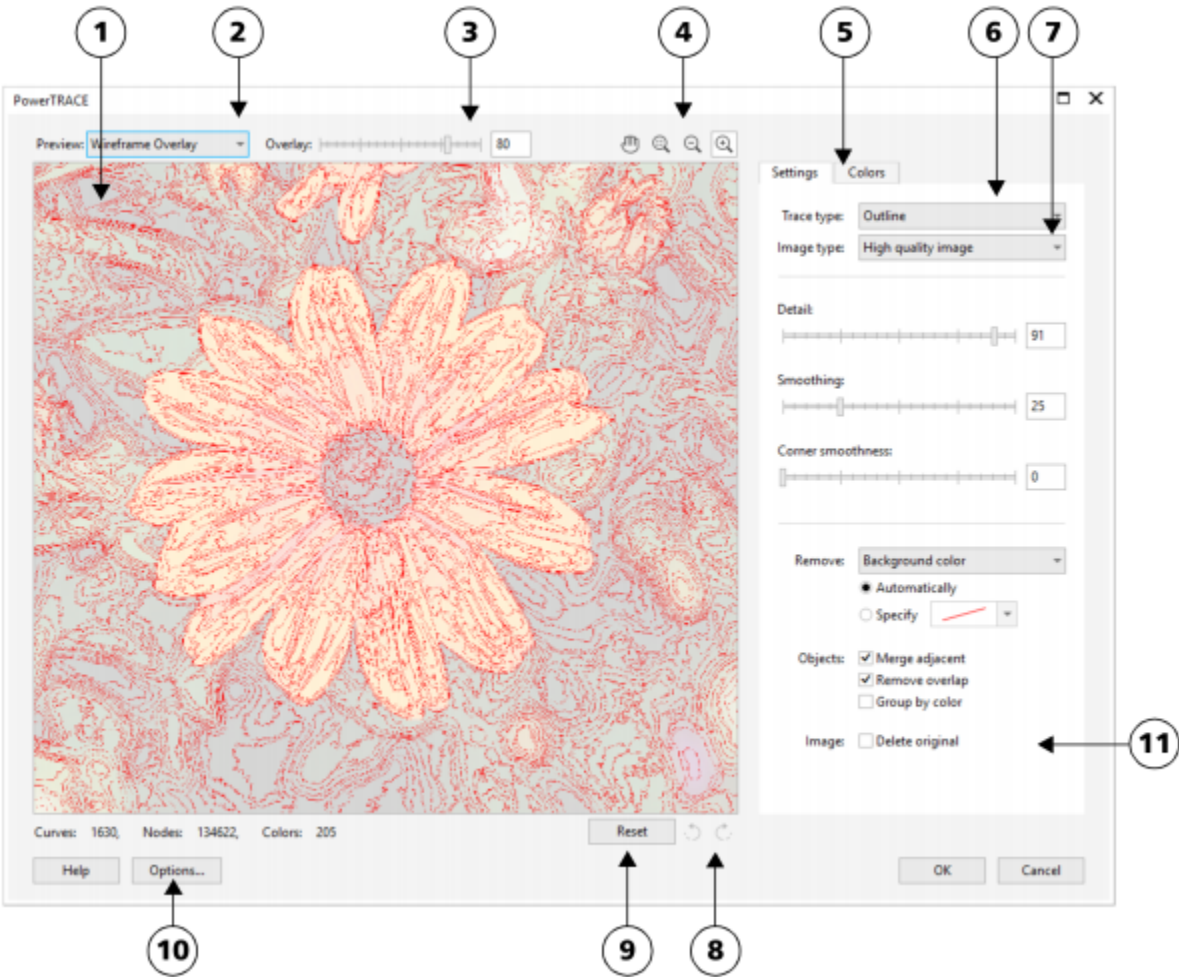 1 2 3 4 5 6 7
PowerTRACE
Preview: Wireframe Overlay Overlay: 80
Settings Colors
Trace type: Outline
Image type: High quality image
Detail: 91
Smoothing: 25
Corner smoothness: 0
Remove: Background color
Automatically
Specify
Objects: Merge adjacent
Remove overlap
Group by color
Image: Delete original
11
Curves: 1630, Nodes: 134622, Colors: 205 Reset
Help Options... OK Cancel
10 9 8